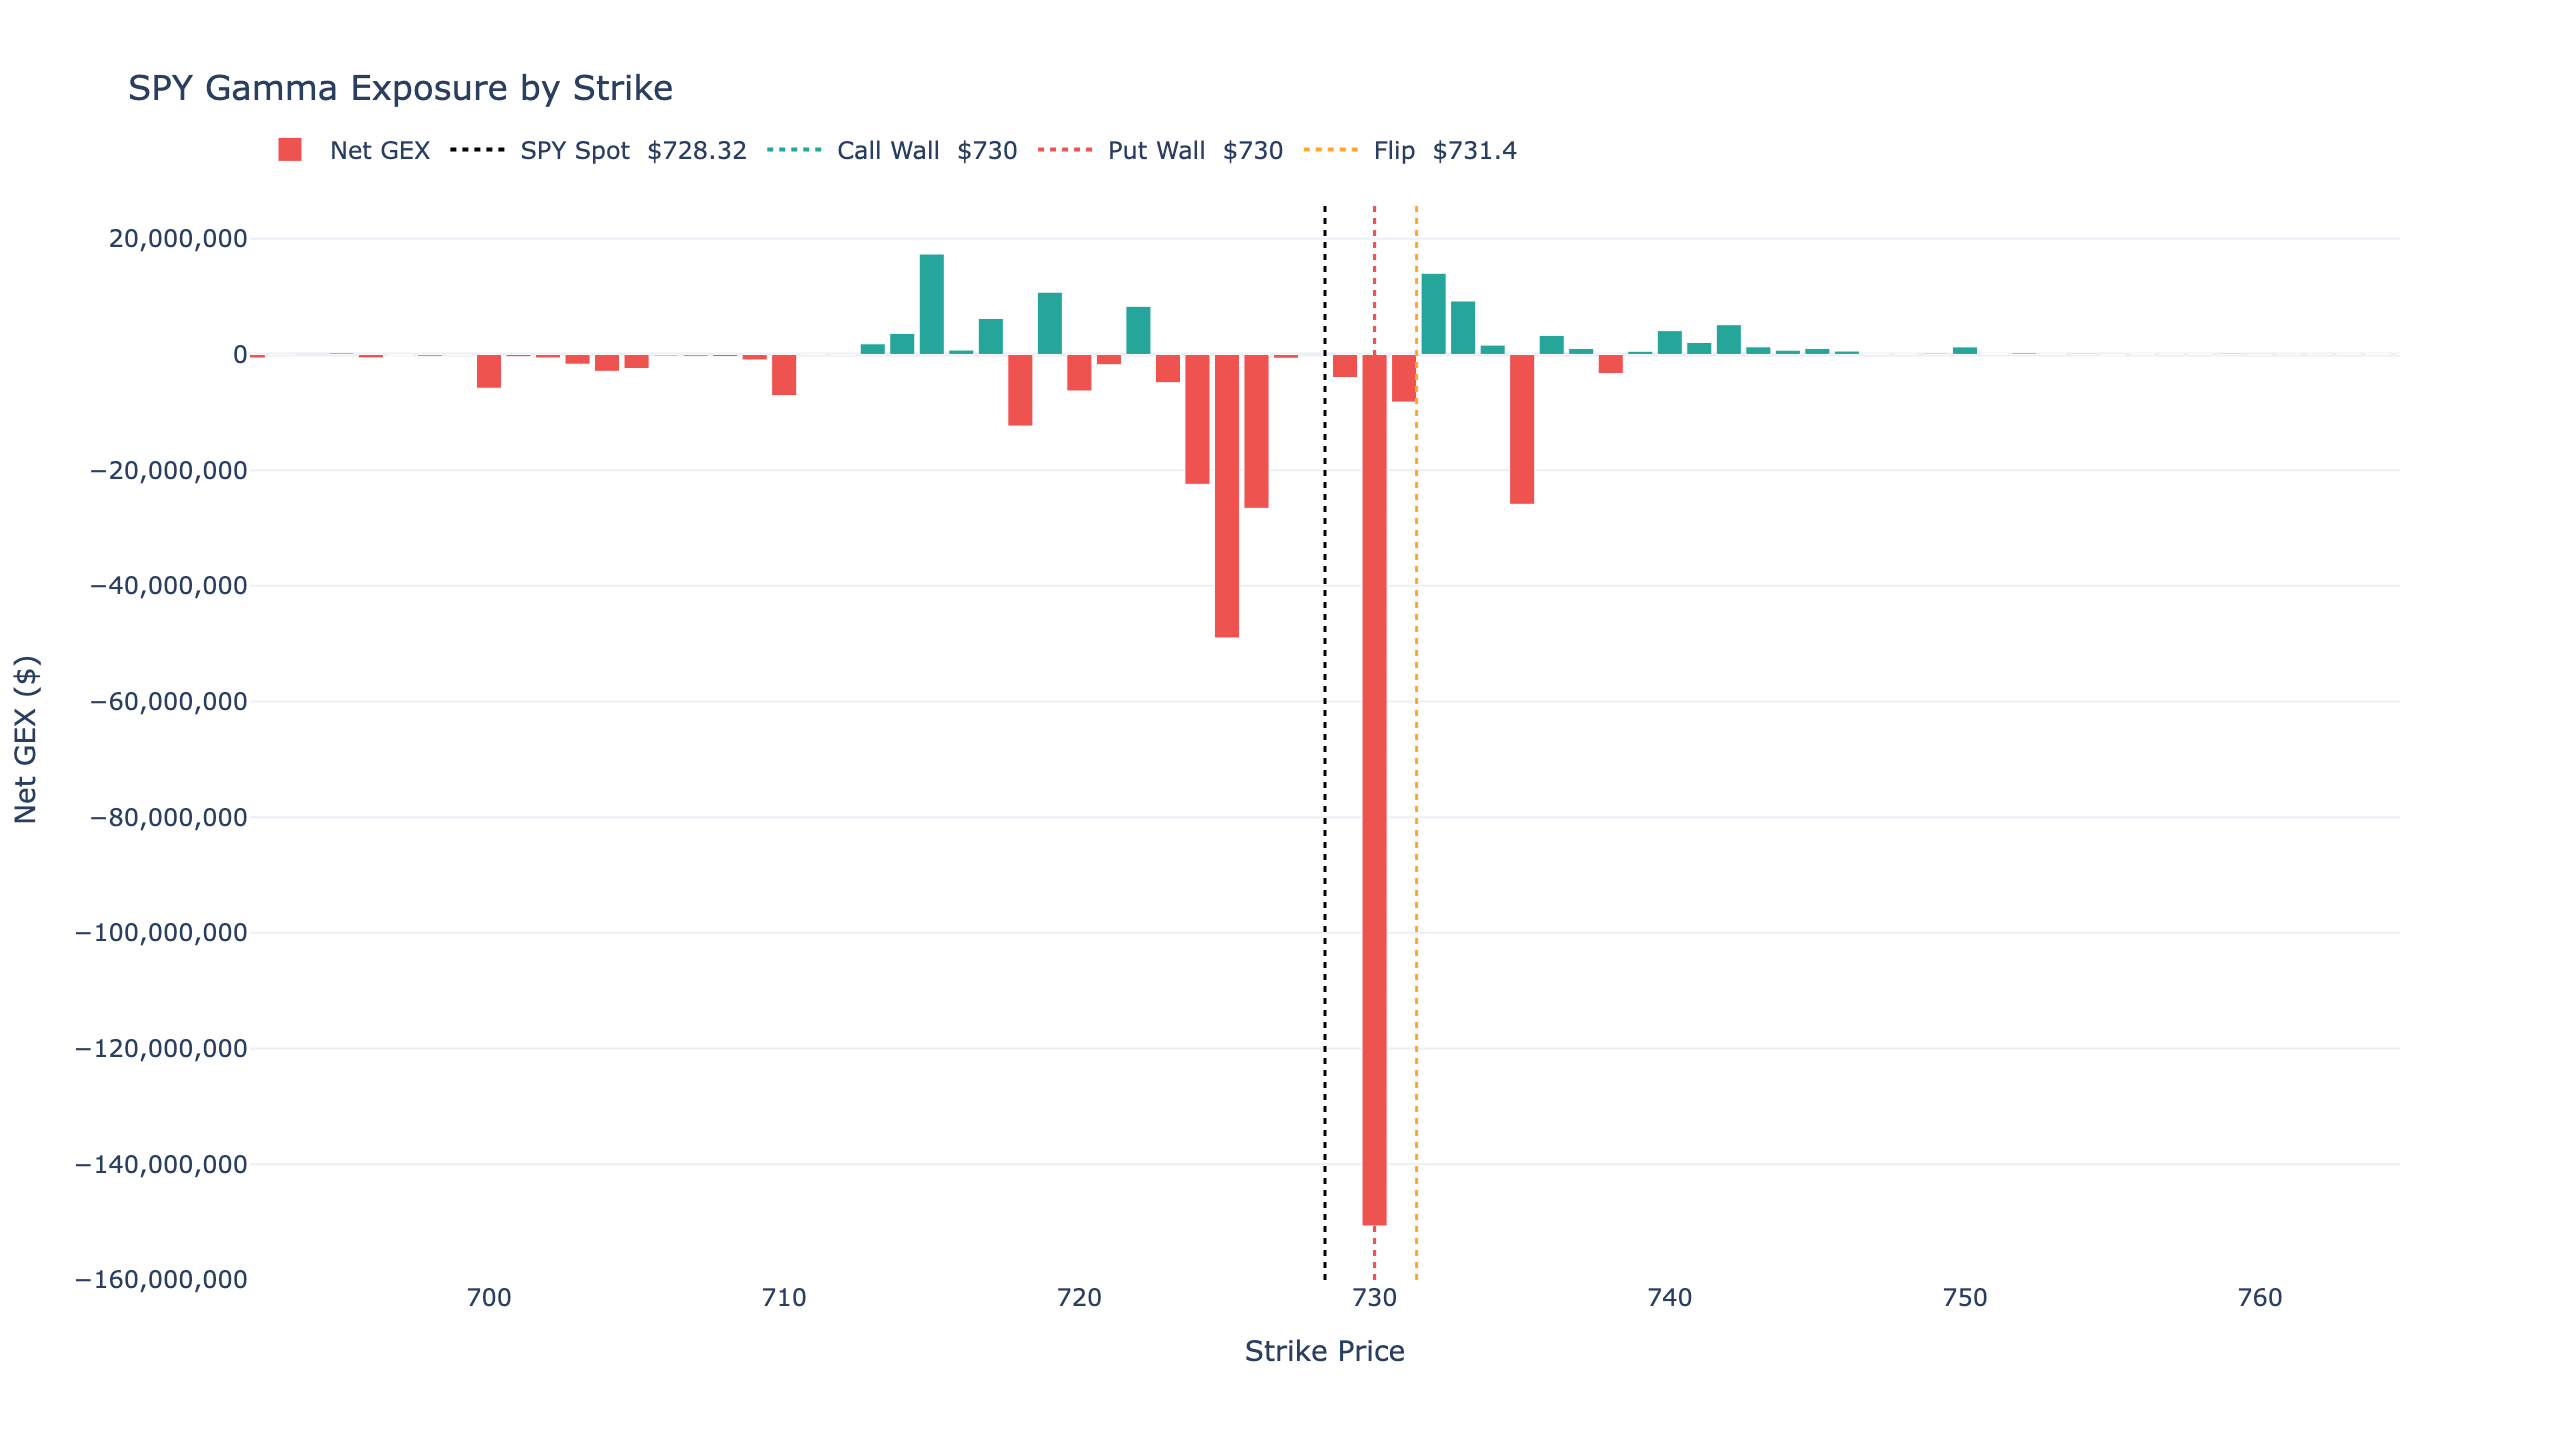 SPY Gamma Exposure by Strike
Net GEX SPY Spot $728.32 Call Wall $730 Put Wall $730 Flip $731.4
20,000,000
0
−20,000,000
−40,000,000
−60,000,000
−80,000,000
−100,000,000
−120,000,000
−140,000,000
−160,000,000
Net GEX ($)
700 710 720 730 740 750 760
Strike Price